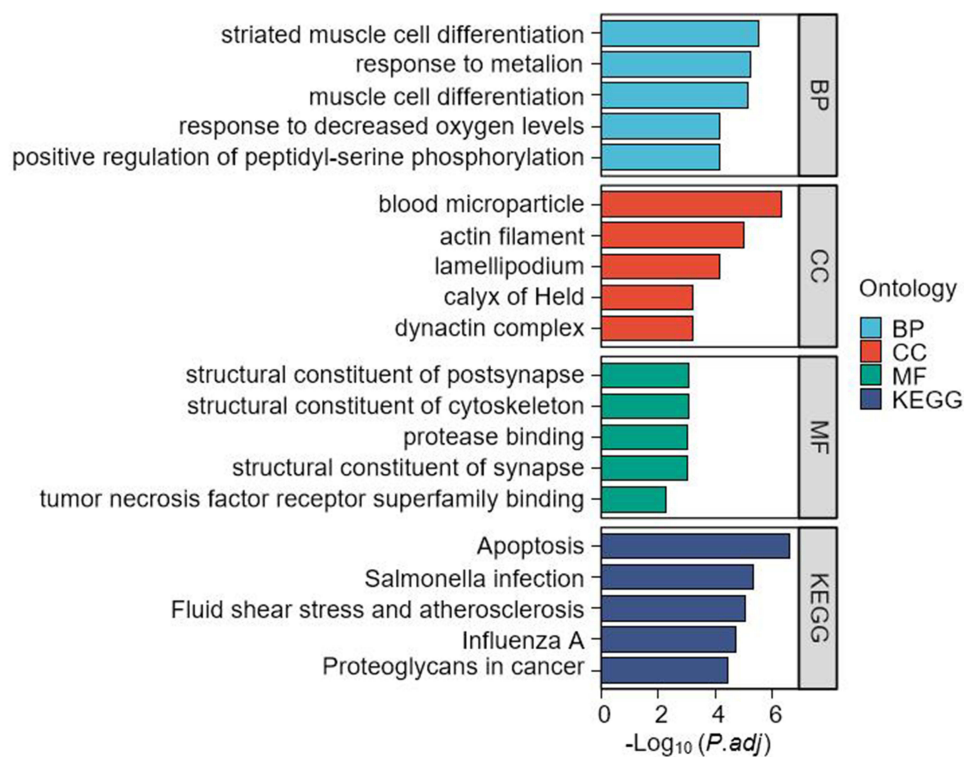 striated muscle cell differentiation
response to metalion
muscle cell differentiation
response to decreased oxygen levels
positive regulation of peptidyl-serine phosphorylation
BP
blood microparticle
actin filament
lamellipodium
calyx of Held
dynactin complex
CC
structural constituent of postsynapse
structural constituent of cytoskeleton
protease binding
structural constituent of synapse
tumor necrosis factor receptor superfamily binding
MF
Apoptosis
Salmonella infection
Fluid shear stress and atherosclerosis
Influenza A
Proteoglycans in cancer
KEGG
0 2 4 6
-Log₁₀ (P.adj)
Ontology
BP
CC
MF
KEGG